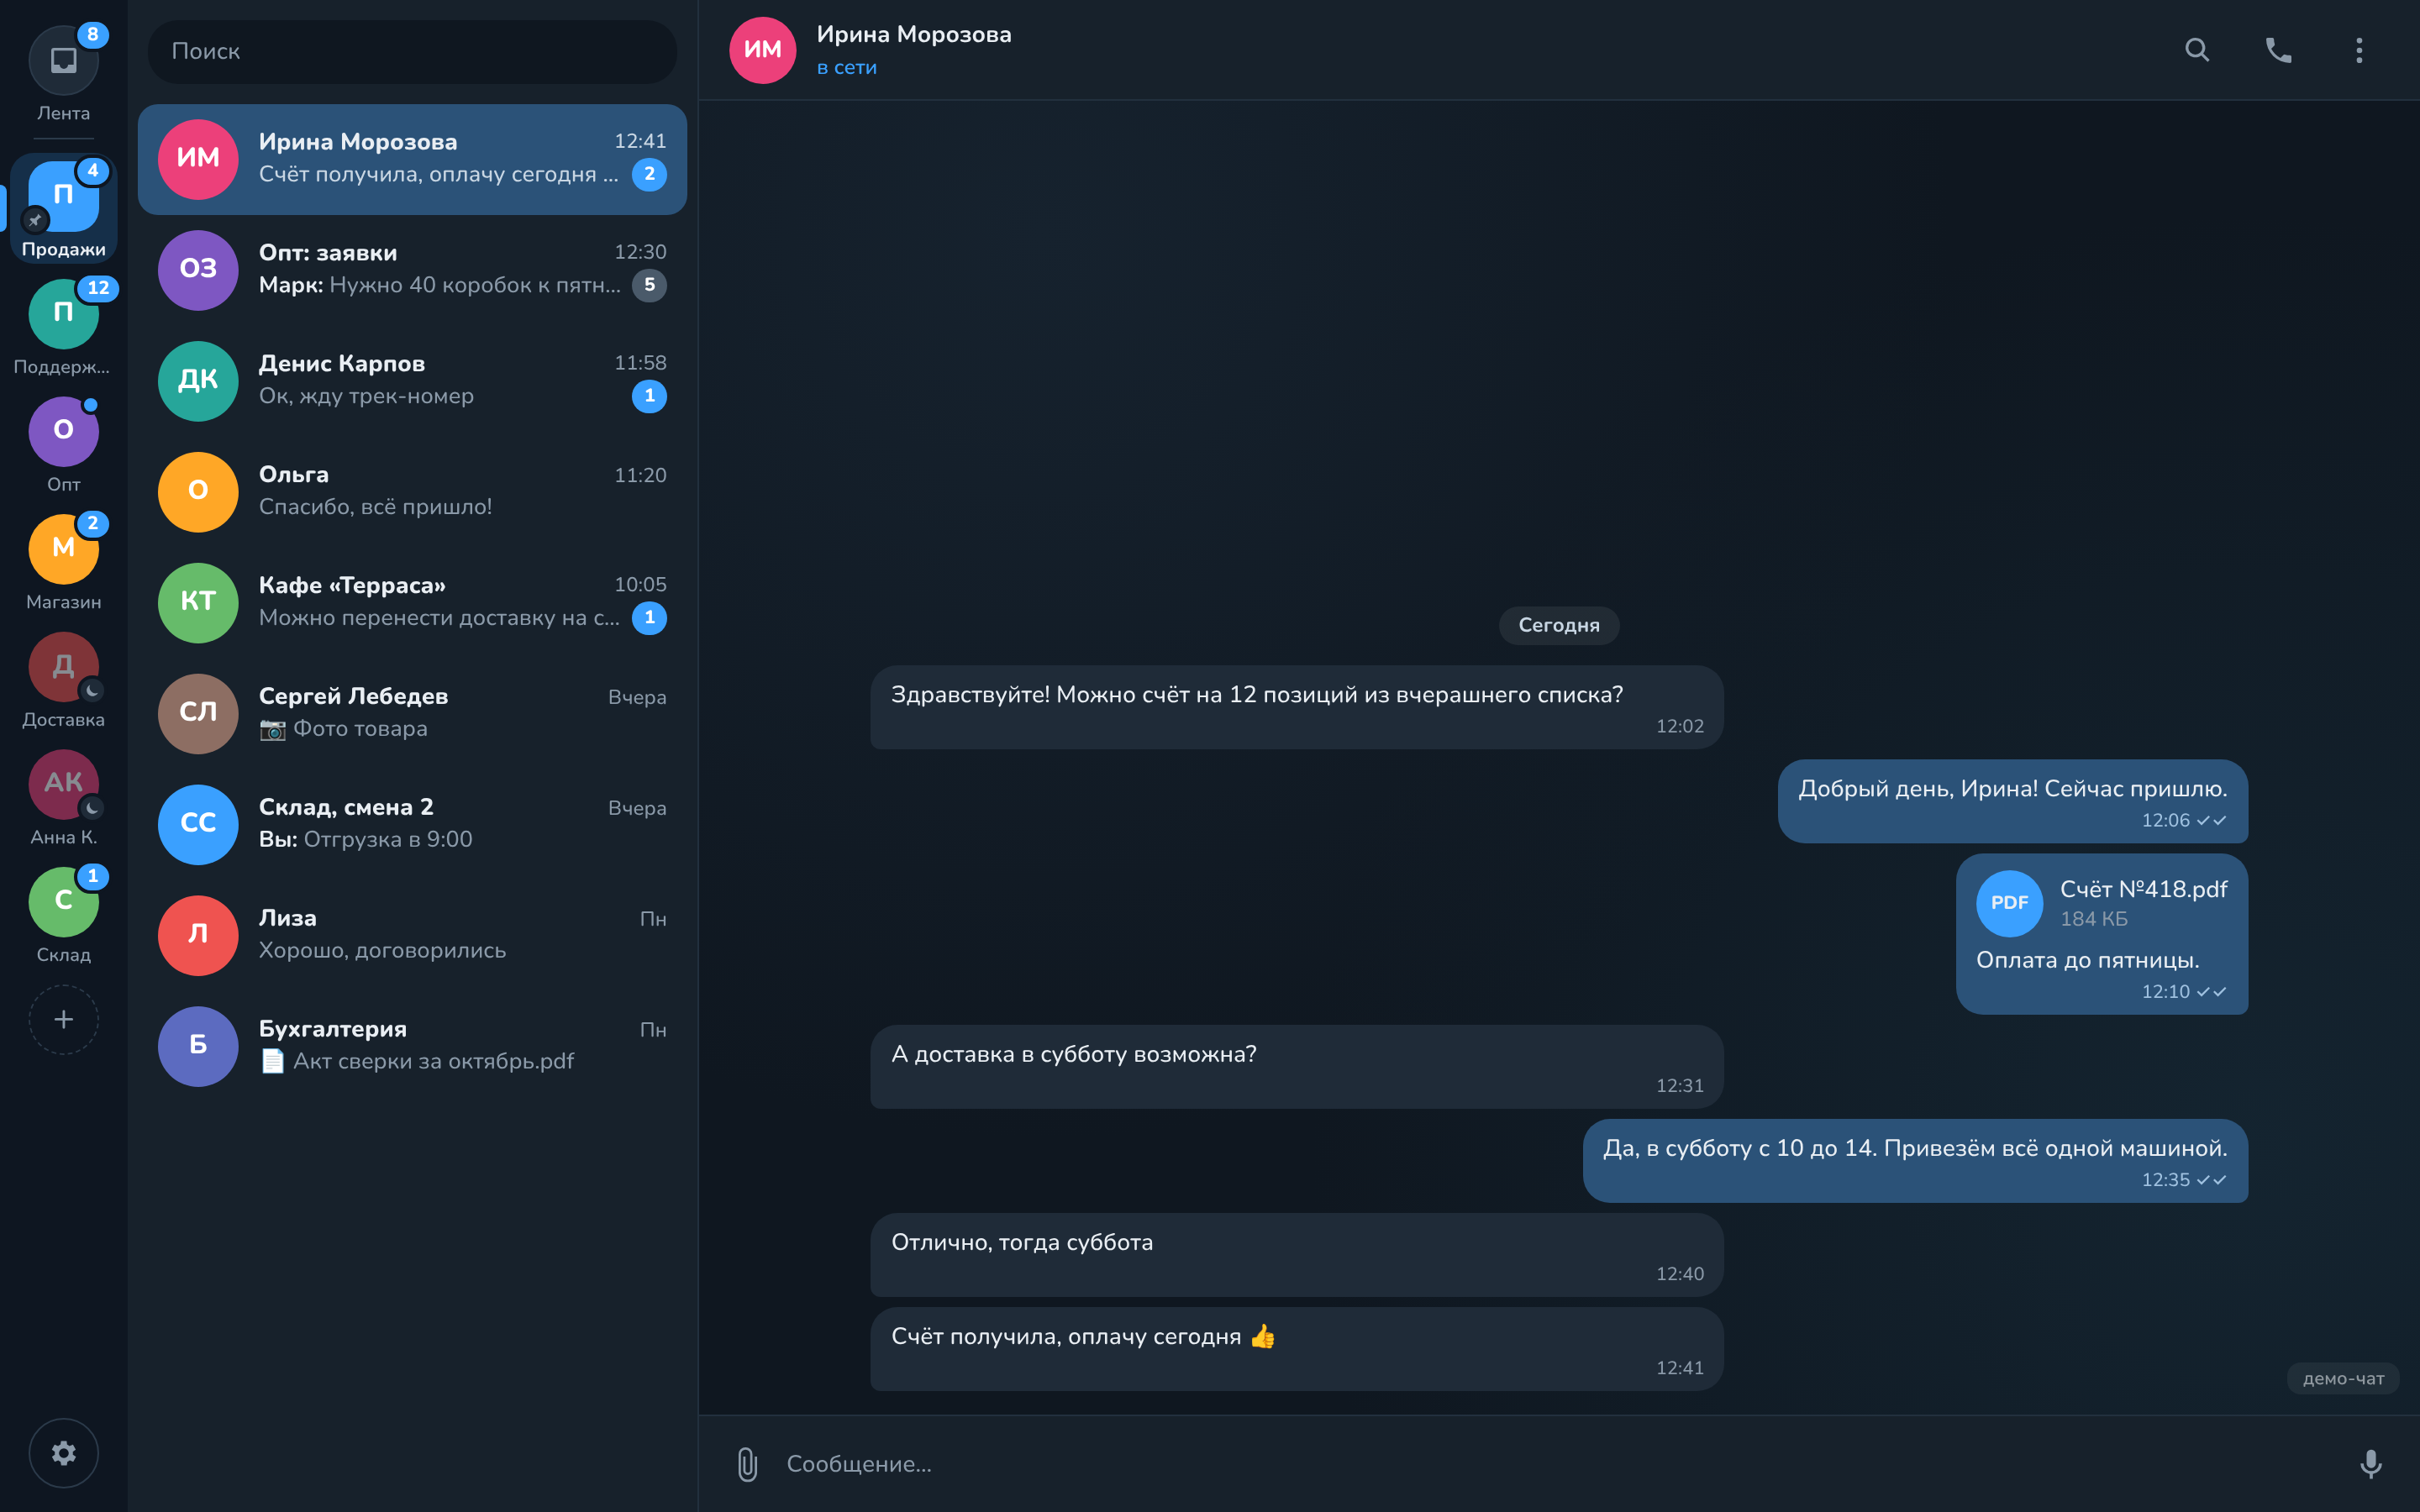 8
Лента
4
П
Продажи
12
П
Поддерж...
О
Опт
2
М
Магазин
Д
Доставка
АК
Анна К.
1
С
Склад
+
Поиск
ИМ
Ирина Морозова 12:41
Счёт получила, оплачу сегодня ... 2
ОЗ
Опт: заявки 12:30
Марк: Нужно 40 коробок к пятн... 5
ДК
Денис Карпов 11:58
Ок, жду трек-номер 1
О
Ольга 11:20
Спасибо, всё пришло!
КТ
Кафе «Терраса» 10:05
Можно перенести доставку на с... 1
СЛ
Сергей Лебедев Вчера
📷 Фото товара
СС
Склад, смена 2 Вчера
Вы: Отгрузка в 9:00
Л
Лиза Пн
Хорошо, договорились
Б
Бухгалтерия Пн
📄 Акт сверки за октябрь.pdf
ИМ
Ирина Морозова
в сети
Сегодня
Здравствуйте! Можно счёт на 12 позиций из вчерашнего списка?
12:02
Добрый день, Ирина! Сейчас пришлю.
12:06 ✓✓
PDF
Счёт №418.pdf
184 КБ
Оплата до пятницы.
12:10 ✓✓
А доставка в субботу возможна?
12:31
Да, в субботу с 10 до 14. Привезём всё одной машиной.
12:35 ✓✓
Отлично, тогда суббота
12:40
Счёт получила, оплачу сегодня 👍
12:41
демо-чат
Сообщение...